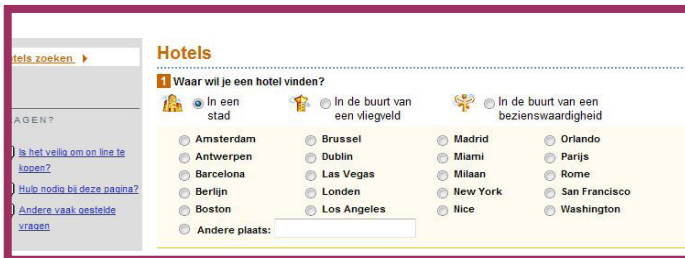 tels zoeken
AGEN?
Is het veilig om on line te
kopen?
Hulp nodig bij deze pagina?
Andere vaak gestelde
vragen
Hotels
1 Waar wil je een hotel vinden?
In een stad
In de buurt van een vliegveld
In de buurt van een bezienswaardigheid
Amsterdam Brussel Madrid Orlando
Antwerpen Dublin Miami Parijs
Barcelona Las Vegas Milaan Rome
Berlijn Londen New York San Francisco
Boston Los Angeles Nice Washington
Andere plaats: